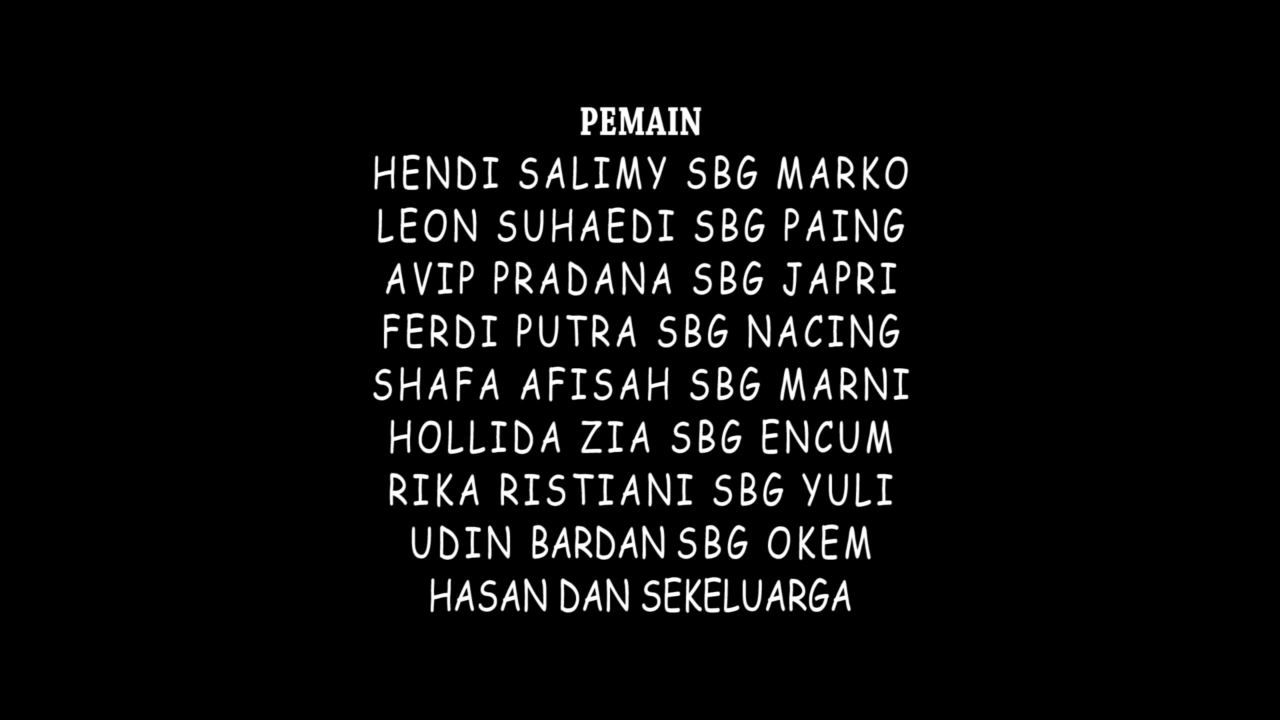 PEMAIN
HENDI SALIMY SBG MARKO
LEON SUHAEDI SBG PAING
AVIP PRADANA SBG JAPRI
FERDI PUTRA SBG NACING
SHAFA AFISAH SBG MARNI
HOLLIDA ZIA SBG ENCUM
RIKA RISTIANI SBG YULI
UDIN BARDAN SBG OKEM
HASAN DAN SEKELUARGA